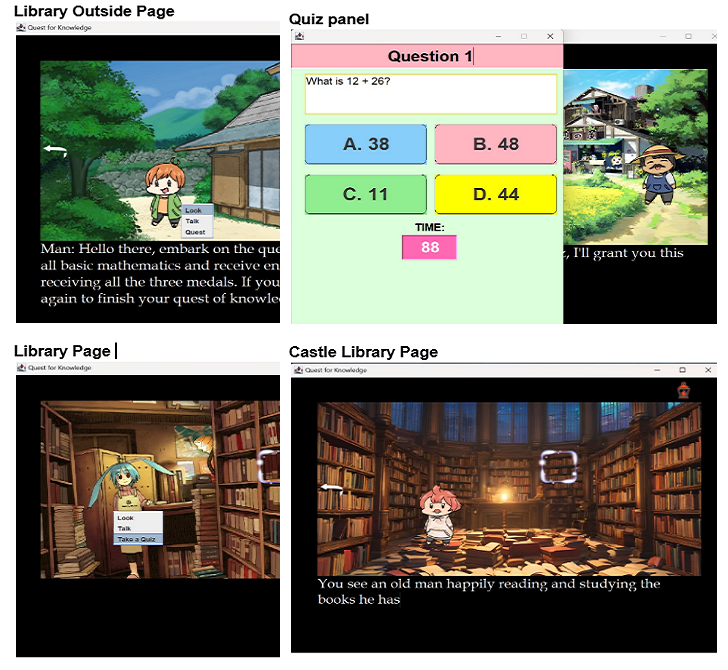 Library Outside Page
Quest for Knowledge
Look
Talk
Quest
Man: Hello there, embark on the que
all basic mathematics and receive en
receiving all the three medals. If you
again to finish your quest of knowle
Quiz panel
Question 1
What is 12 + 26?
A. 38
B. 48
C. 11
D. 44
TIME:
88
z, I'll grant you this
Library Page
Quest for Knowledge
Look
Talk
Take a Quiz
Castle Library Page
Quest for Knowledge
You see an old man happily reading and studying the
books he has